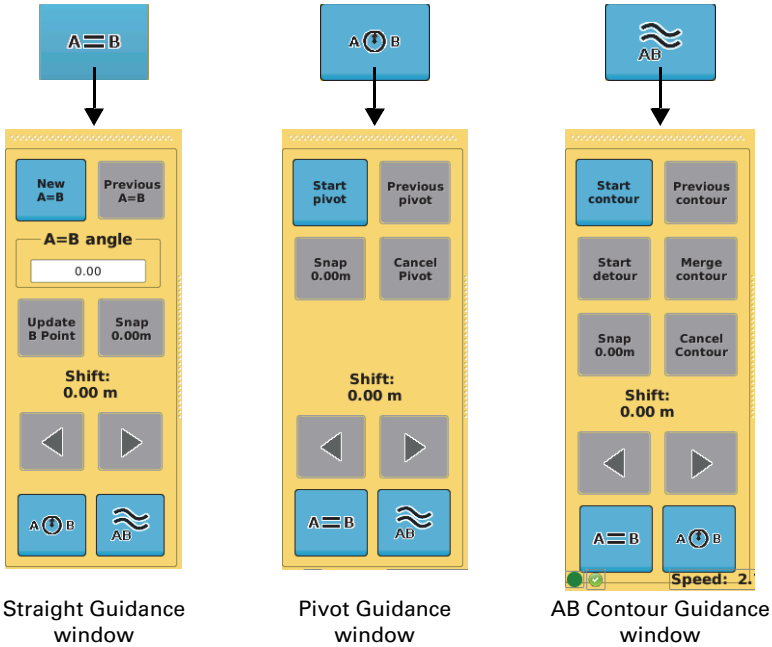 A=B
A B
AB
New
A=B
Previous
A=B
A=B angle
0.00
Update
B Point
Snap
0.00m
Shift:
0.00 m
A B
AB
Start
pivot
Previous
pivot
Snap
0.00m
Cancel
Pivot
Shift:
0.00 m
A=B
AB
Start
contour
Previous
contour
Start
detour
Merge
contour
Snap
0.00m
Cancel
Contour
Shift:
0.00 m
A=B
A B
Speed: 2.
Straight Guidance
window
Pivot Guidance
window
AB Contour Guidance
window